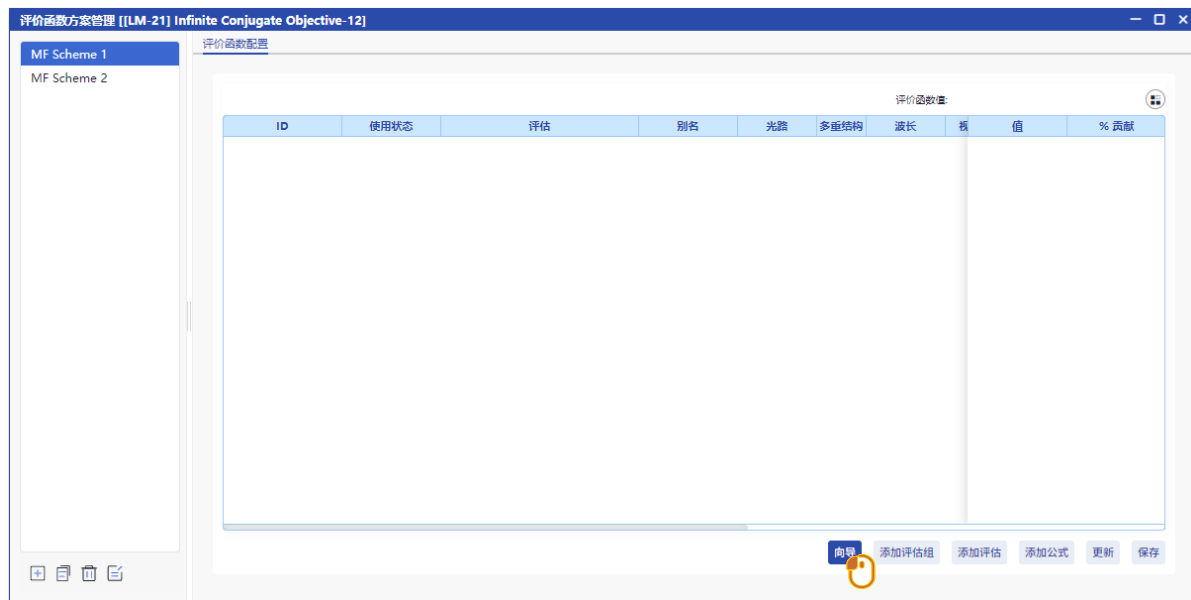 评价函数方案管理 [[LM-21] Infinite Conjugate Objective-12]
MF Scheme 1
MF Scheme 2
评价函数配置
评价函数值:
ID 使用状态 评估 别名 光路 多重结构 波长 视 值 % 贡献
向导 添加评估组 添加评估 添加公式 更新 保存